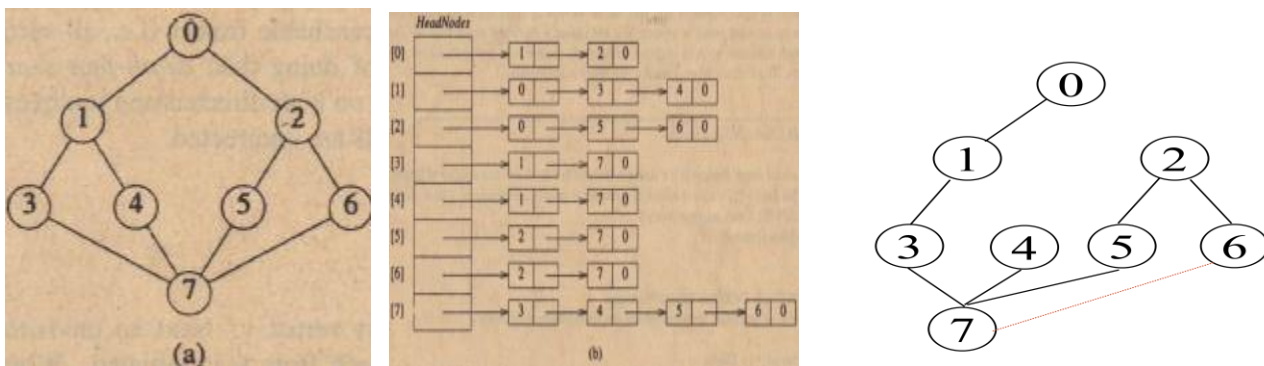 0
1 2
3 4 5 6
7
(a)
HeadNodes
[0] 1 2 0
[1] 0 3 4 0
[2] 0 5 6 0
[3] 1 7 0
[4] 1 7 0
[5] 2 7 0
[6] 2 7 0
[7] 3 4 5 6 0
(b)
0
1 2
3 4 5 6
7